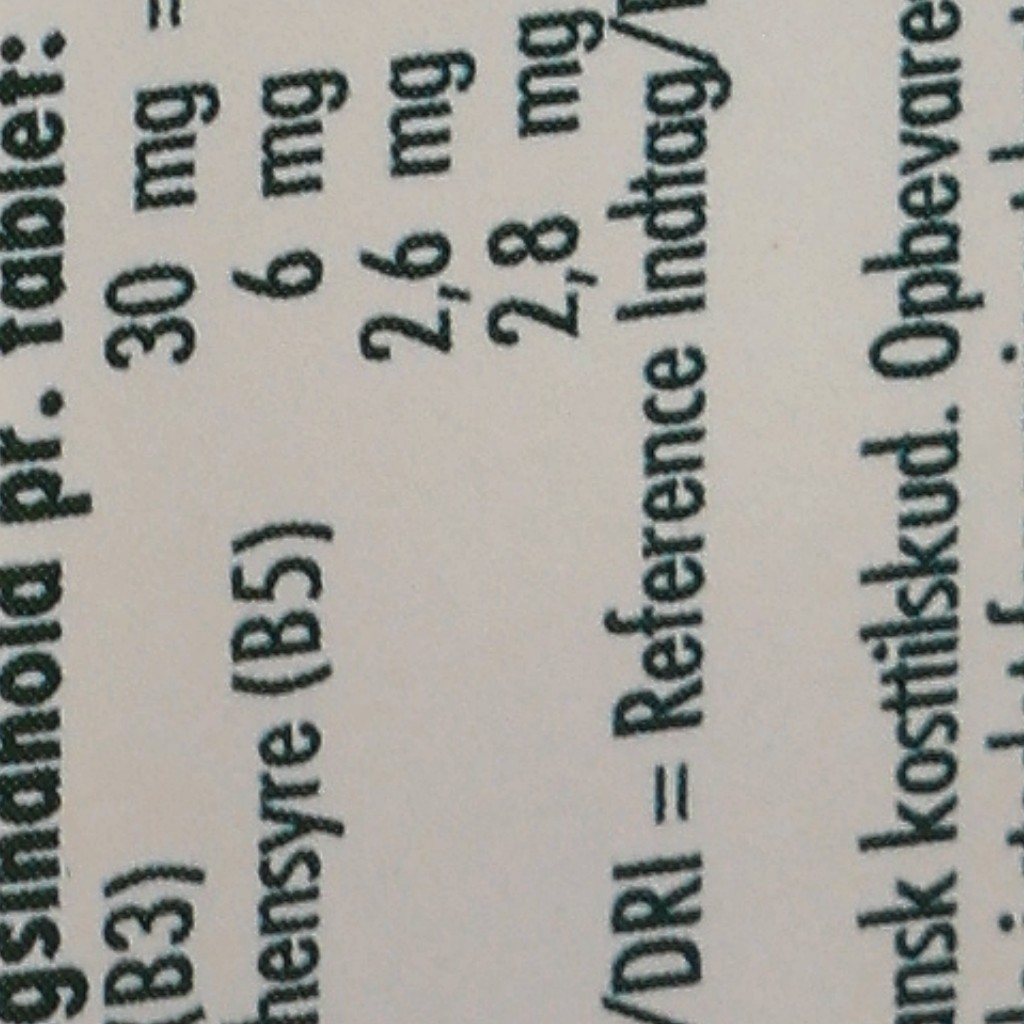 gsindhold pr. tablet:
(B3) 30 mg =
hensyre (B5) 6 mg
2,6 mg
2,8 mg
/DRI = Reference Indtag/
nsk kosttilskud. Opbevare